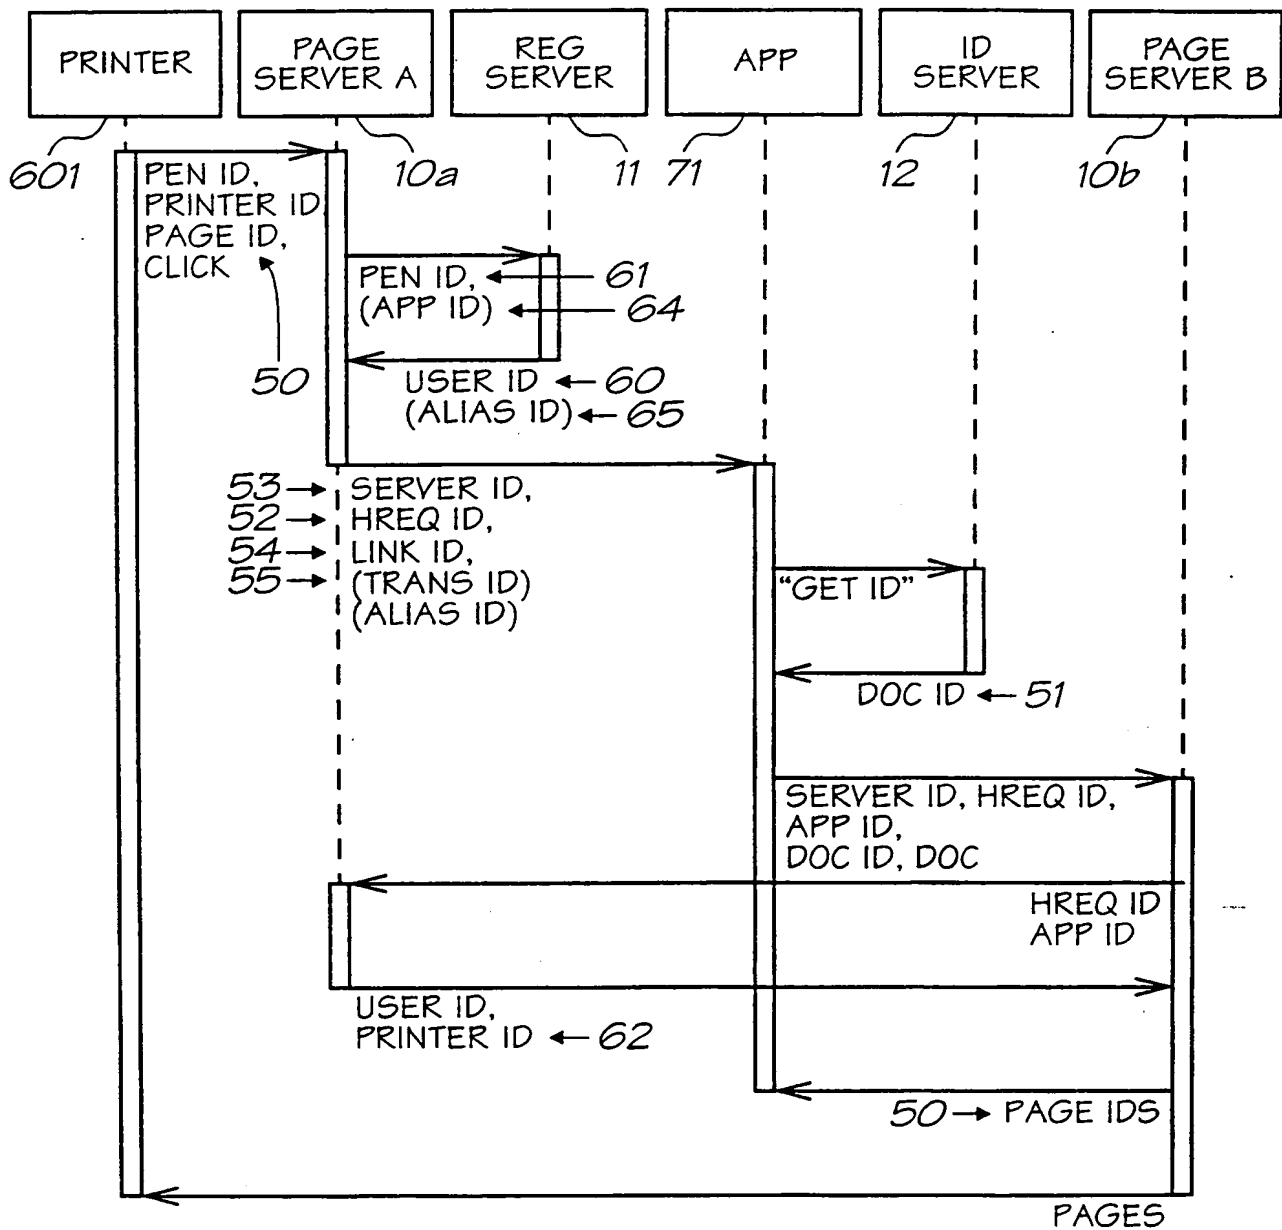 PRINTER
PAGE
SERVER A
REG
SERVER
APP
ID
SERVER
PAGE
SERVER B
601
10a
11
71
12
10b
PEN ID,
PRINTER ID,
PAGE ID,
CLICK
50
PEN ID,
61
(APP ID)
64
USER ID
60
(ALIAS ID)
65
53
SERVER ID,
52
HREQ ID,
54
LINK ID,
55
(TRANS ID)
(ALIAS ID)
"GET ID"
DOC ID
51
SERVER ID, HREQ ID,
APP ID,
DOC ID, DOC
HREQ ID
APP ID
USER ID,
PRINTER ID
62
50
PAGE IDS
PAGES